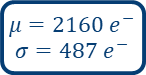 μ = 2160 e⁻
σ = 487 e⁻